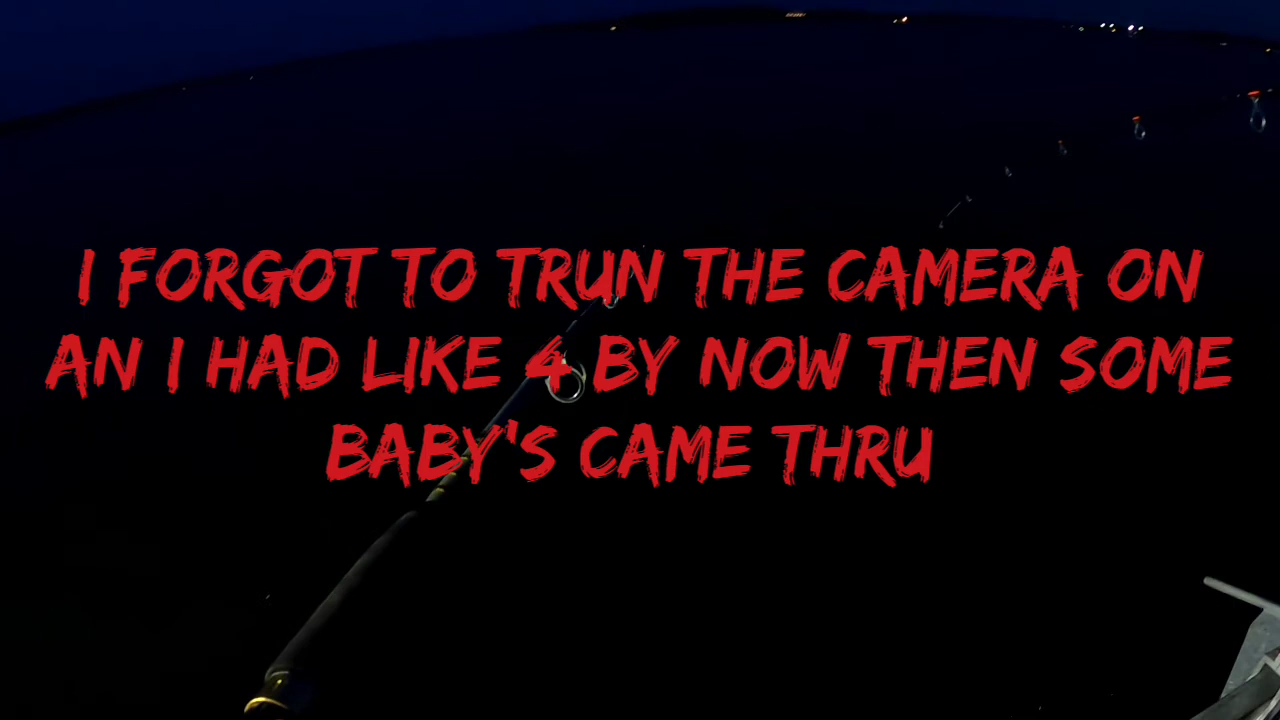 I FORGOT TO TRUN THE CAMERA ON
AN I HAD LIKE 4 BY NOW THEN SOME
BABY'S CAME THRU